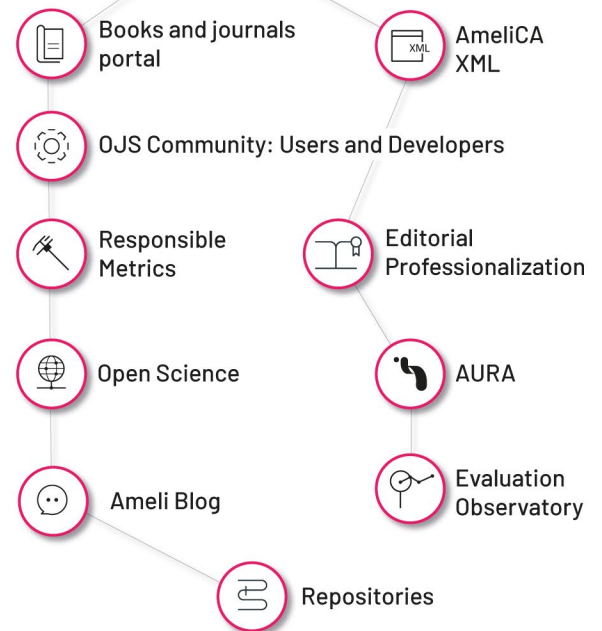 Books and journals
portal
AmeliCA
XML
XML
OJS Community: Users and Developers
Responsible
Metrics
Editorial
Professionalization
Open Science
AURA
Ameli Blog
Evaluation
Observatory
Repositories